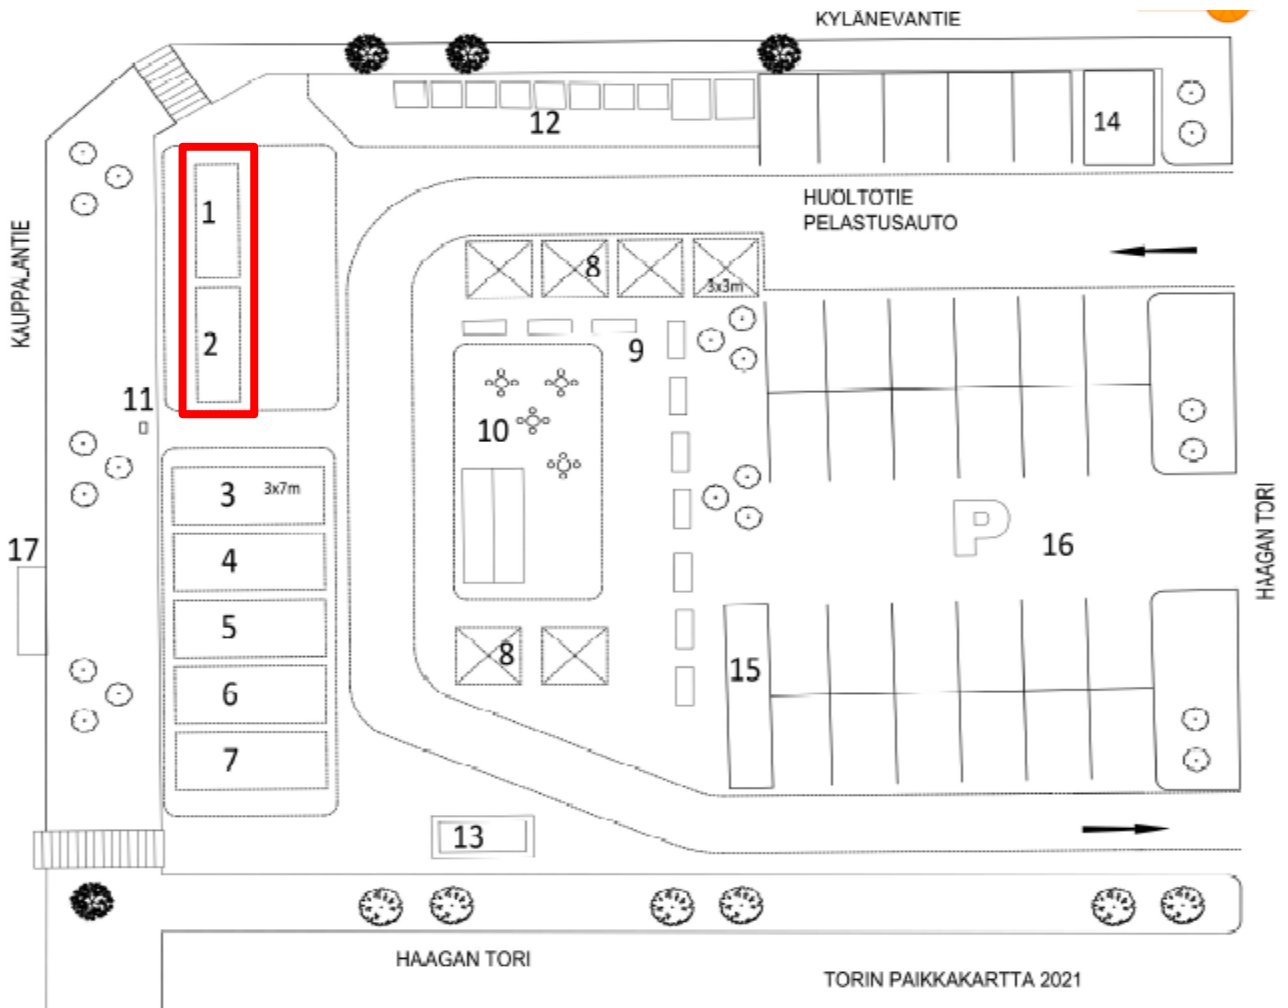 KYLÄNEVANTIE
12
14
1
HUOLTOTIE
PELASTUSAUTO
KAUPPALANTIE
8
3x3m
2
9
11
10
3
3x7m
P
HAAGAN TORI
17
4
16
5
8
15
6
7
13
HAAGAN TORI
TORIN PAIKKAKARTTA 2021